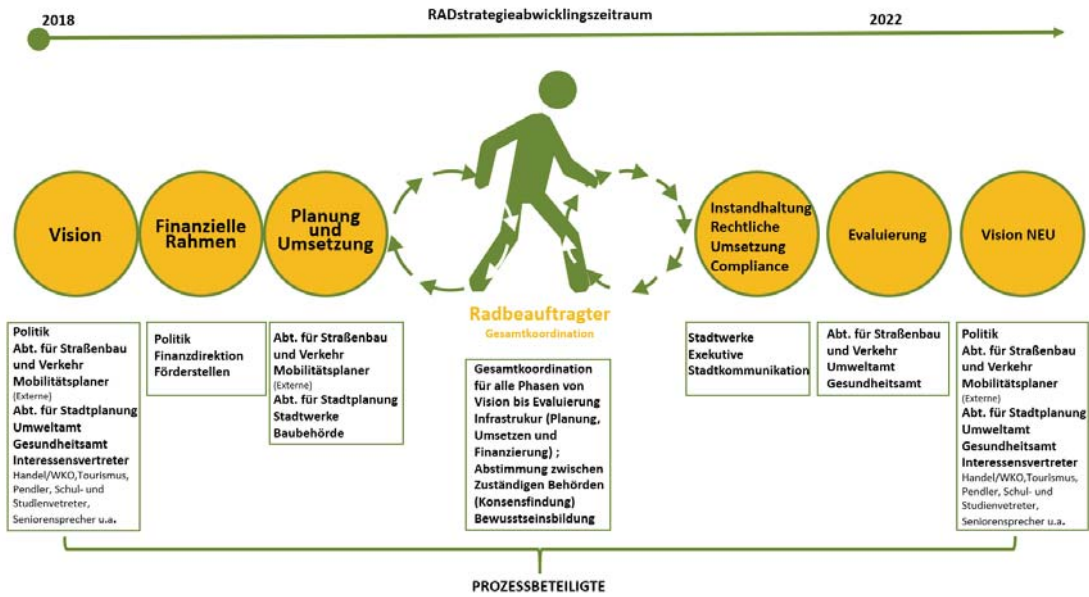 RADstrategieabwicklingszeitraum
2018
2022
Vision
Finanzielle
Rahmen
Planung
und
Umsetzung
Instandhaltung
Rechtliche
Umsetzung
Compliance
Evaluierung
Vision NEU
Radbeauftragter
Gesamtkoordination
Politik
Abt. für Straßenbau
und Verkehr
Mobilitätsplaner
(Externe)
Abt. für Stadtplanung
Umweltamt
Gesundheitsamt
Interessensvertreter
Handel/WKO,Tourismus,
Pendler, Schul- und
Studienvetreter,
Seniorensprecher u.a.
Politik
Finanzdirektion
Förderstellen
Abt. für Straßenbau
und Verkehr
Mobilitätsplaner
(Externe)
Abt. für Stadtplanung
Stadtwerke
Baubehörde
Gesamtkoordination
für alle Phasen von
Vision bis Evaluierung
Infrastrukur (Planung,
Umsetzen und
Finanzierung) ;
Abstimmung zwischen
Zuständigen Behörden
(Konsensfindung)
Bewusstseinsbildung
Stadtwerke
Exekutive
Stadtkommunikation
Abt. für Straßenbau
und Verkehr
Umweltamt
Gesundheitsamt
Politik
Abt. für Straßenbau
und Verkehr
Mobilitätsplaner
(Externe)
Abt. für Stadtplanung
Umweltamt
Gesundheitsamt
Interessensvertreter
Handel/WKO,Tourismus,
Pendler, Schul- und
Studienvetreter,
Seniorensprecher u.a.
PROZESSBETEILIGTE